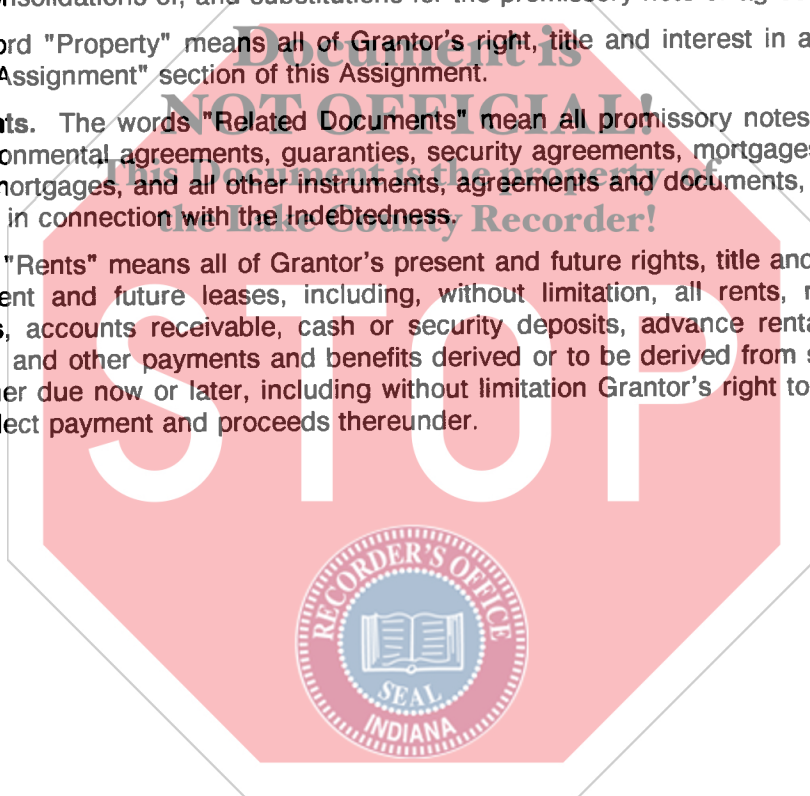 nsolidations of, and substitutions for the promissory note or ag
ord "Property" means all of Grantor's right, title and interest in a
Assignment" section of this Assignment.
nts. The words "Related Documents" mean all promissory notes
onmental agreements, guaranties, security agreements, mortgages
mortgages, and all other instruments, agreements and documents,
in connection with the Indebtedness.
"Rents" means all of Grantor's present and future rights, title and
ent and future leases, including, without limitation, all rents, r
s, accounts receivable, cash or security deposits, advance renta
and other payments and benefits derived or to be derived from s
er due now or later, including without limitation Grantor's right to
lect payment and proceeds thereunder.
Document is
NOT OFFICIAL!
This Document is the property of
the Lake County Recorder!
STOP
RECORDER'S OFFICE
SEAL
INDIANA